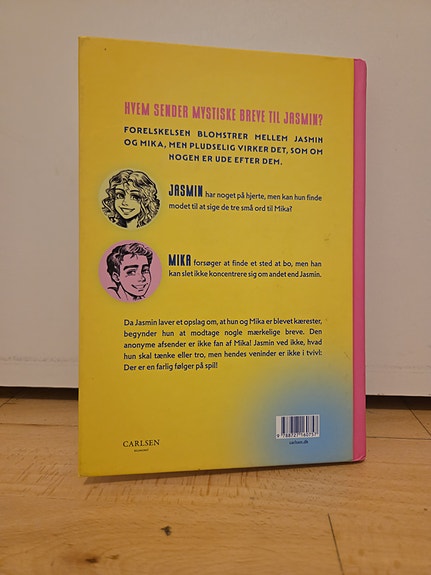 HVEM SENDER MYSTISKE BREVE TIL JASMIN?
FORELSKELSEN BLOMSTRER MELLEM JASMIN
OG MIKA, MEN PLUDSELIG VIRKER DET, SOM OM
NOGEN ER UDE EFTER DEM.
JASMIN har noget på hjerte, men kan hun finde
modet til at sige de tre små ord til Mika?
MIKA forsøger at finde et sted at bo, men han
kan slet ikke koncentrere sig om andet end Jasmin.
Da Jasmin laver et opslag om, at hun og Mika er blevet kærester,
begynder hun at modtage nogle mærkelige breve. Den
anonyme afsender er ikke fan af Mika! Jasmin ved ikke, hvad
hun skal tænke eller tro, men hendes veninder er ikke i tvivl:
Der er en farlig følger på spil!
CARLSEN
carlsen.dk